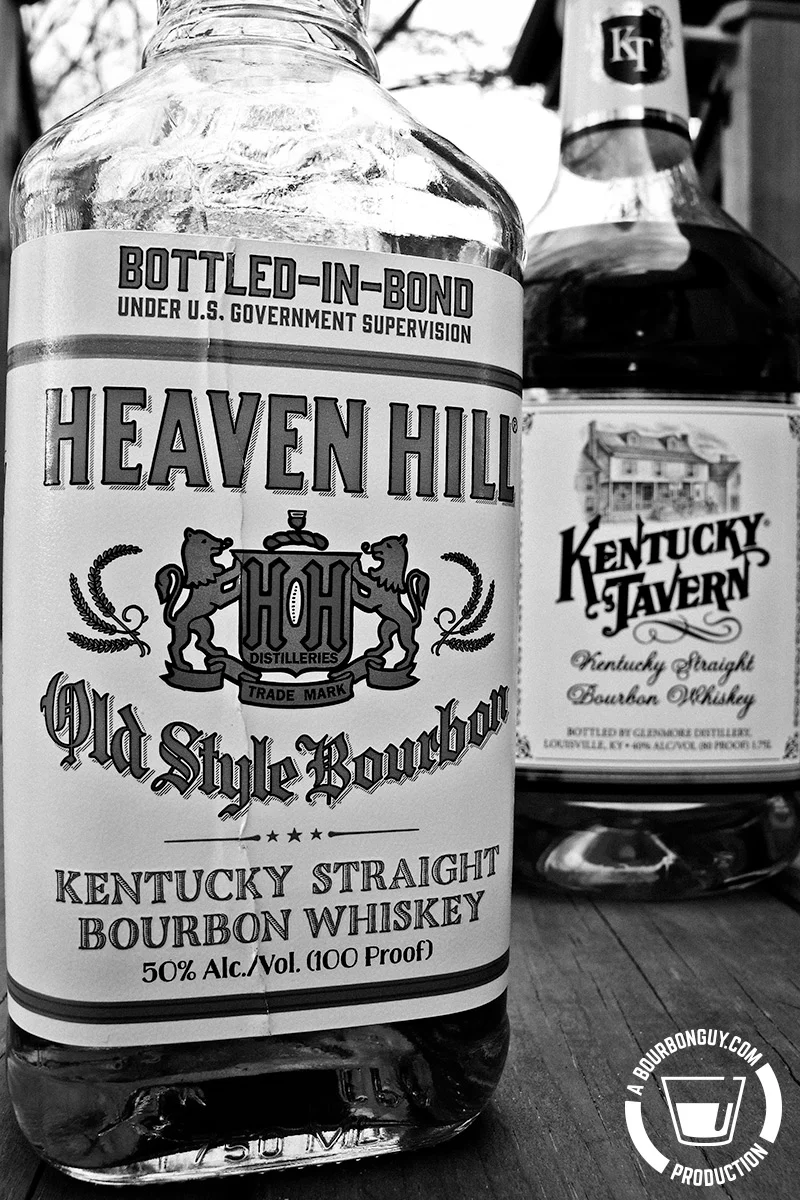 BOTTLED-IN-BOND
UNDER U.S. GOVERNMENT SUPERVISION
HEAVEN HILL®
HH
DISTILLERIES
TRADE MARK
Old Style Bourbon
KENTUCKY STRAIGHT
BOURBON WHISKEY
50% Alc./Vol. (100 Proof)
750 ML
KT
KENTUCKY
TAVERN®
Kentucky Straight
Bourbon Whiskey
BOTTLED BY GLENMORE DISTILLERY,
LOUISVILLE, KY • 40% ALC/VOL (80 PROOF) 1.75L
A BOURBONGUY.COM
PRODUCTION